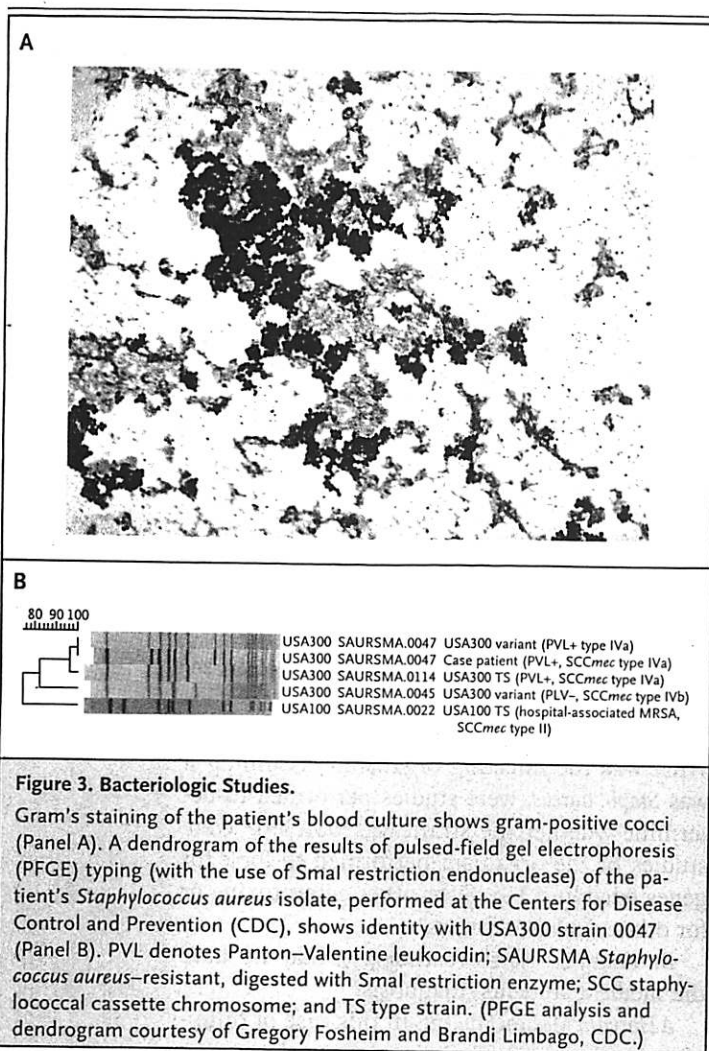 A
B
80 90 100
USA300 SAURSMA.0047 USA300 variant (PVL+ type IVa)
USA300 SAURSMA.0047 Case patient (PVL+, SCCmec type IVa)
USA300 SAURSMA.0114 USA300 TS (PVL+, SCCmec type IVa)
USA300 SAURSMA.0045 USA300 variant (PLV−, SCCmec type IVb)
USA100 SAURSMA.0022 USA100 TS (hospital-associated MRSA,
SCCmec type II)
Figure 3. Bacteriologic Studies.
Gram's staining of the patient's blood culture shows gram-positive cocci
(Panel A). A dendrogram of the results of pulsed-field gel electrophoresis
(PFGE) typing (with the use of SmaI restriction endonuclease) of the pa-
tient's Staphylococcus aureus isolate, performed at the Centers for Disease
Control and Prevention (CDC), shows identity with USA300 strain 0047
(Panel B). PVL denotes Panton–Valentine leukocidin; SAURSMA Staphylo-
coccus aureus–resistant, digested with SmaI restriction enzyme; SCC staphy-
lococcal cassette chromosome; and TS type strain. (PFGE analysis and
dendrogram courtesy of Gregory Fosheim and Brandi Limbago, CDC.)